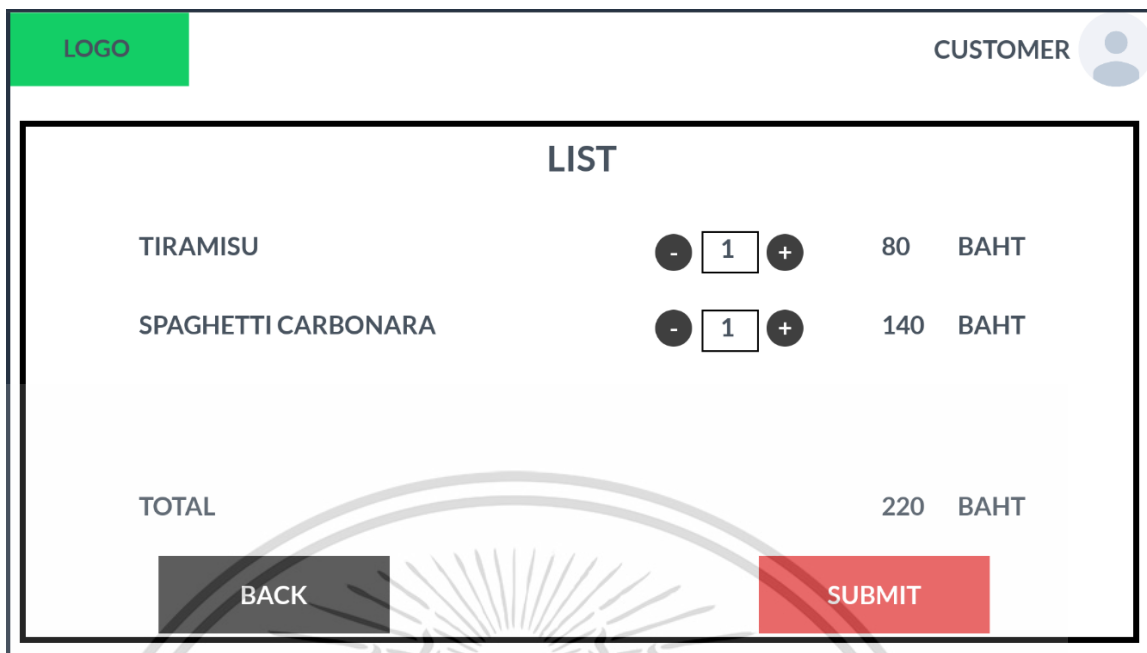 LOGO
CUSTOMER
LIST
TIRAMISU - 1 + 80 BAHT
SPAGHETTI CARBONARA - 1 + 140 BAHT
TOTAL 220 BAHT
BACK SUBMIT